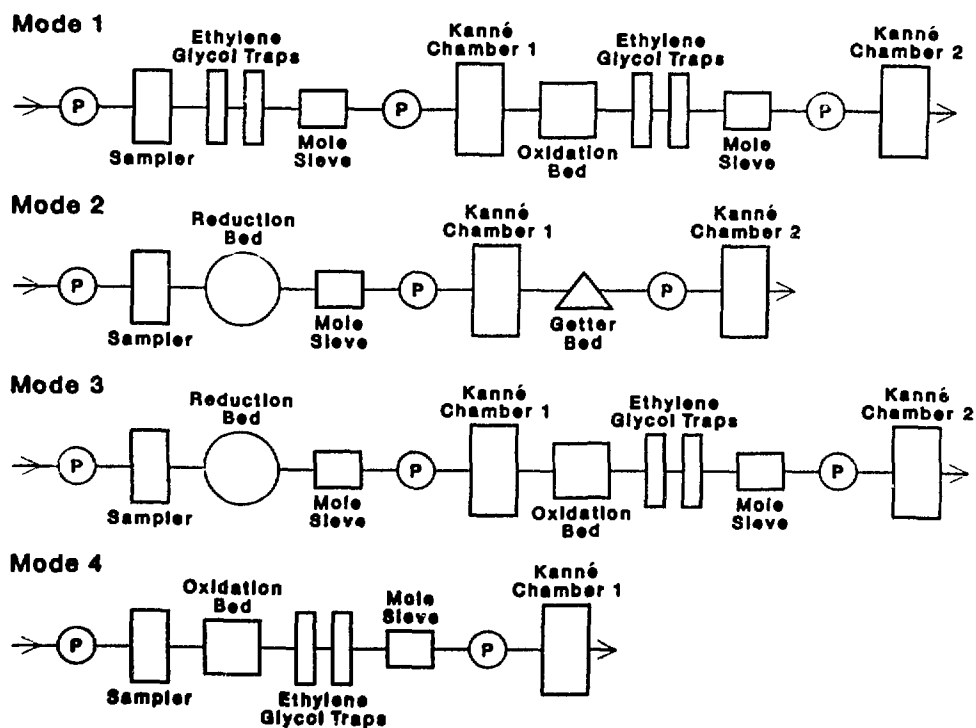 Mode 1
Ethylene
Glycol Traps
Kanné
Chamber 1
Ethylene
Glycol Traps
Kanné
Chamber 2
P
P
P
Sampler
Mole
Sieve
Oxidation
Bed
Mole
Sieve
Mode 2
Reduction
Bed
Kanné
Chamber 1
Kanné
Chamber 2
P
P
P
Sampler
Mole
Sieve
Getter
Bed
Mode 3
Reduction
Bed
Kanné
Chamber 1
Ethylene
Glycol Traps
Kanné
Chamber 2
P
P
P
Sampler
Mole
Sieve
Oxidation
Bed
Mole
Sieve
Mode 4
Oxidation
Bed
Mole
Sieve
Kanné
Chamber 1
P
P
Sampler
Ethylene
Glycol Traps